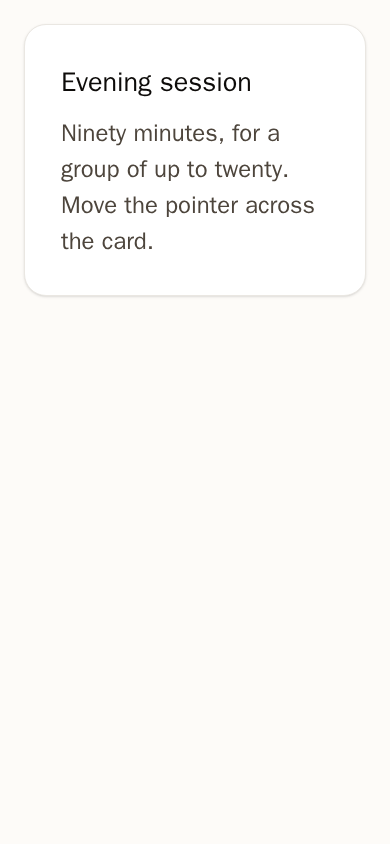 Evening session
Ninety minutes, for a
group of up to twenty.
Move the pointer across
the card.